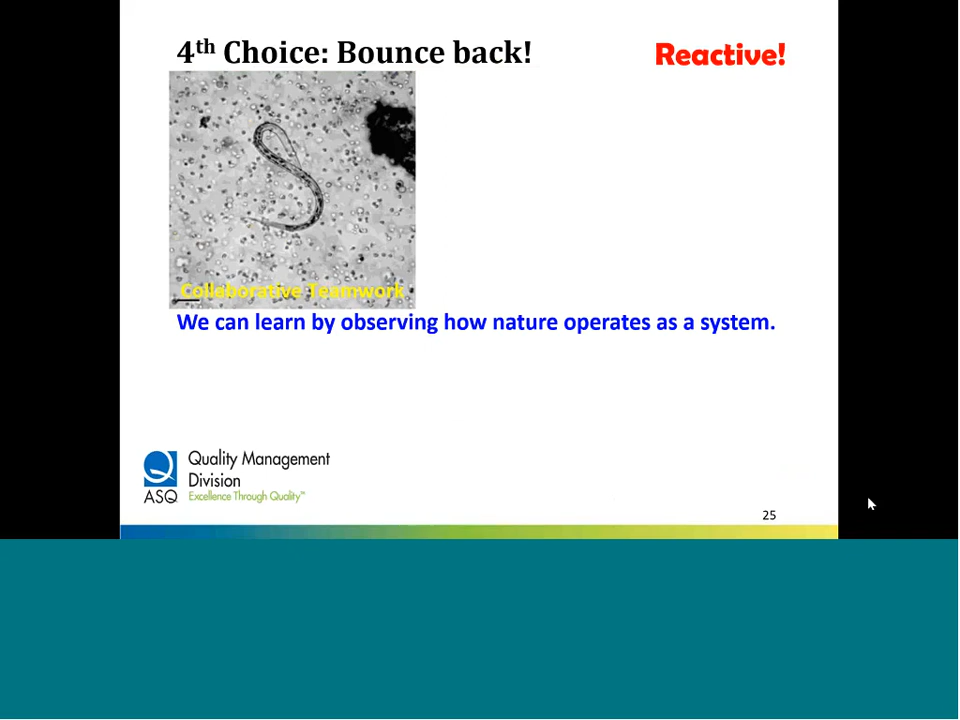 4th Choice: Bounce back!
Reactive!
Collaborative Teamwork
We can learn by observing how nature operates as a system.
Quality Management
Division
ASQ
Excellence Through Quality™
25